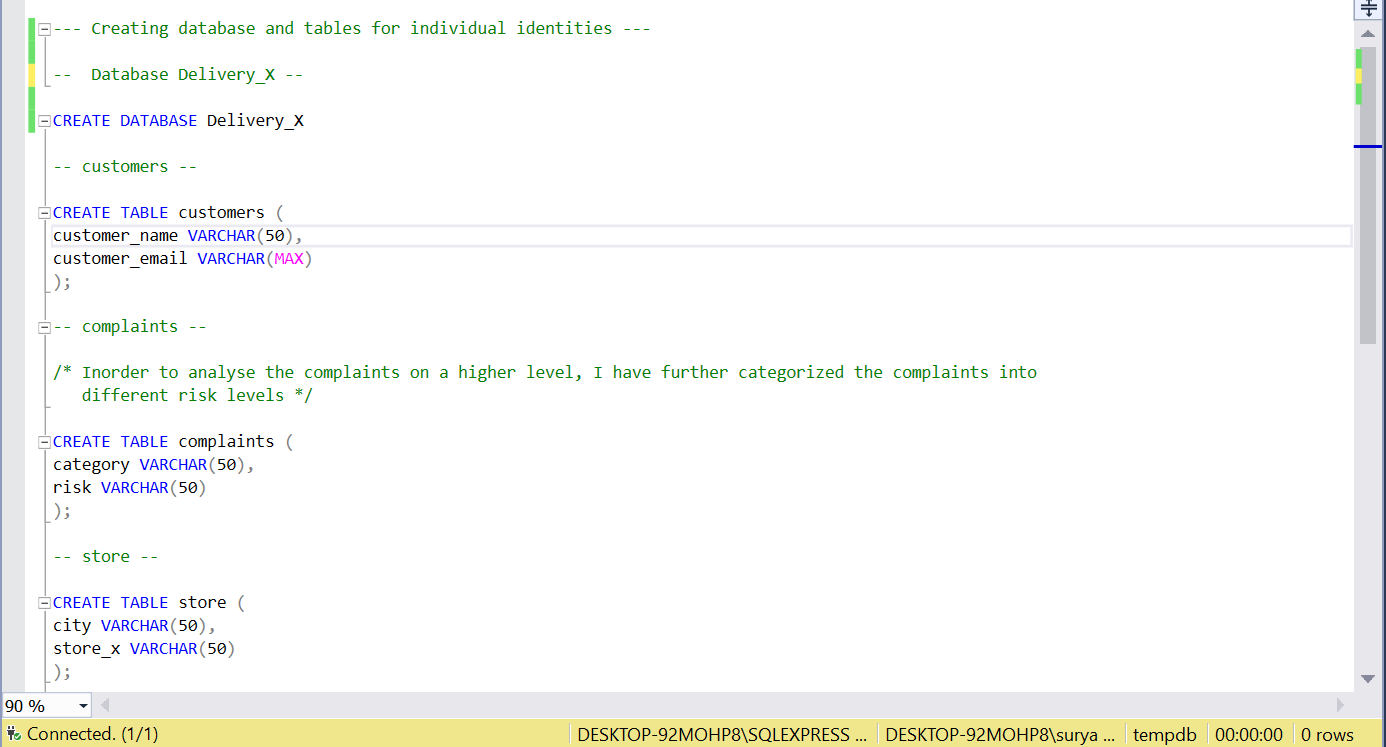 --- Creating database and tables for individual identities ---
--  Database Delivery_X --
CREATE DATABASE Delivery_X
-- customers --
CREATE TABLE customers (
customer_name VARCHAR(50),
customer_email VARCHAR(MAX)
);
-- complaints --
/* Inorder to analyse the complaints on a higher level, I have further categorized the complaints into
   different risk levels */
CREATE TABLE complaints (
category VARCHAR(50),
risk VARCHAR(50)
);
-- store --
CREATE TABLE store (
city VARCHAR(50),
store_x VARCHAR(50)
);
90 %
Connected. (1/1) DESKTOP-92MOHP8\SQLEXPRESS ... DESKTOP-92MOHP8\surya ... tempdb 00:00:00 0 rows